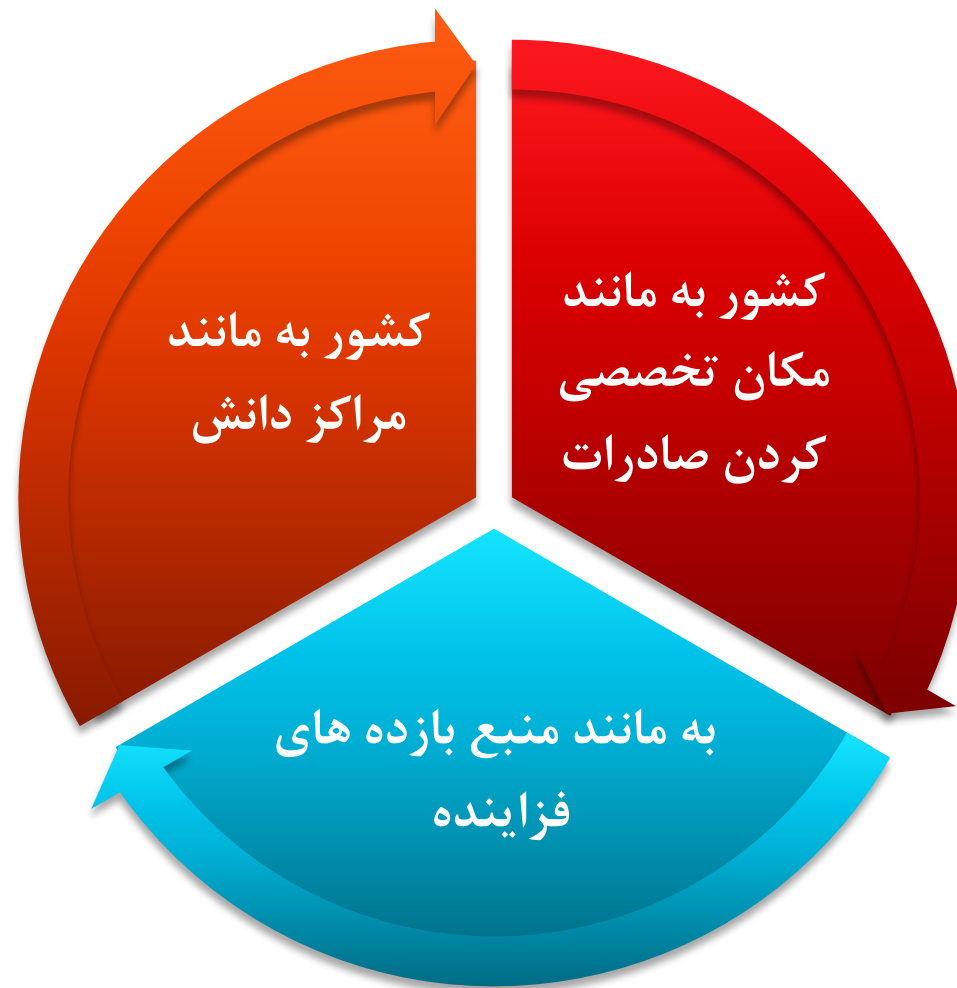 کشور به مانند
مکان تخصصی
کردن صادرات
به مانند منبع بازده های
فزاینده
کشور به مانند
مراکز دانش